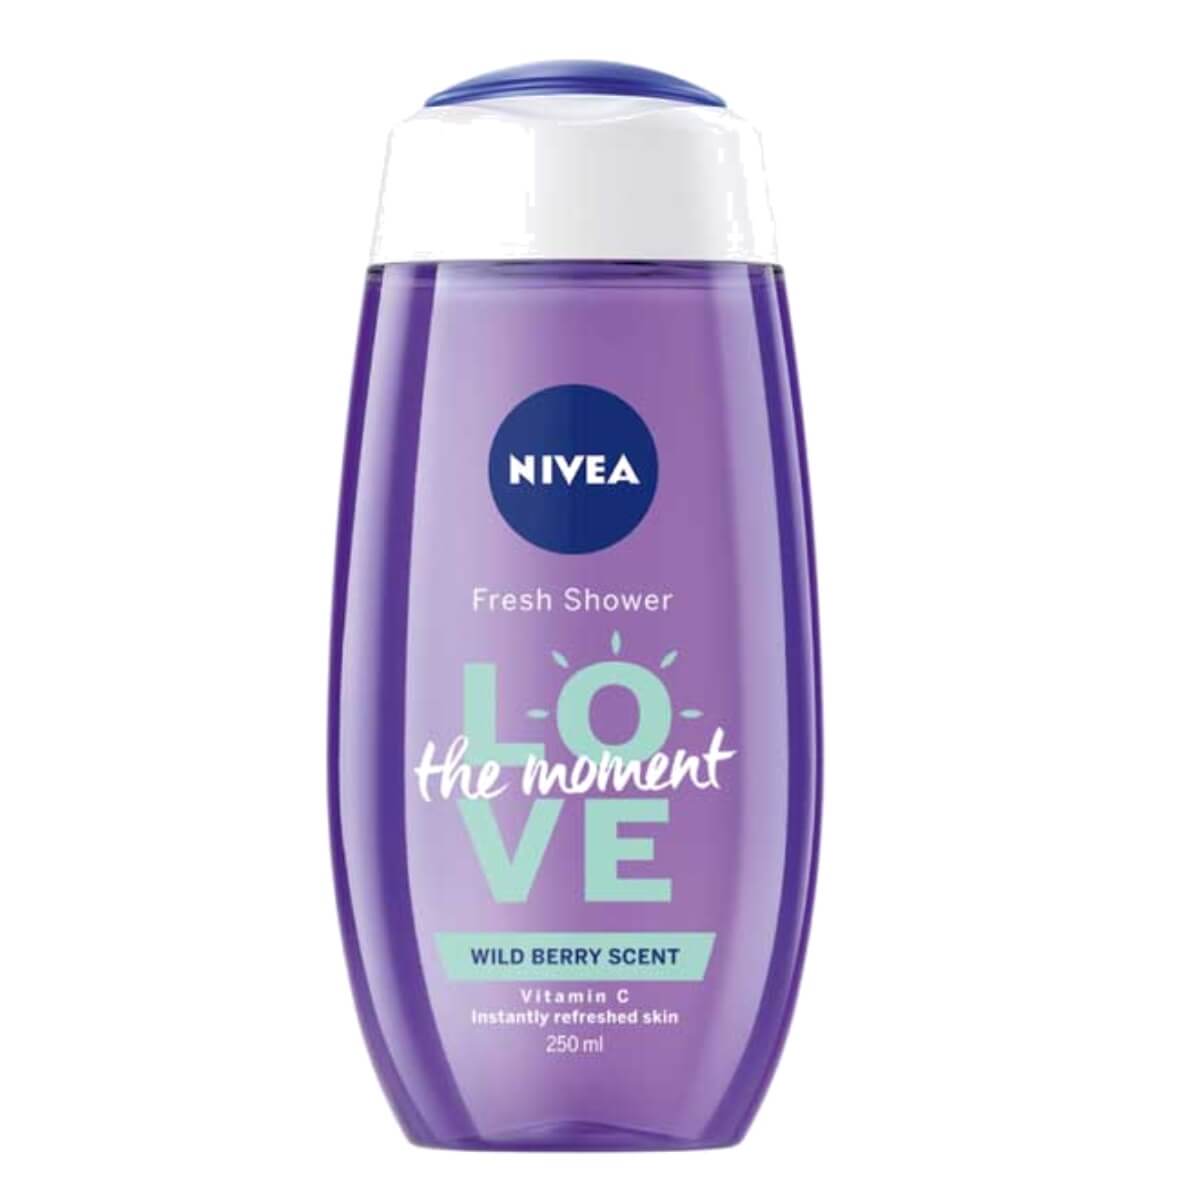 NIVEA
Fresh Shower
LO
the moment
VE
WILD BERRY SCENT
Vitamin C
Instantly refreshed skin
250 ml